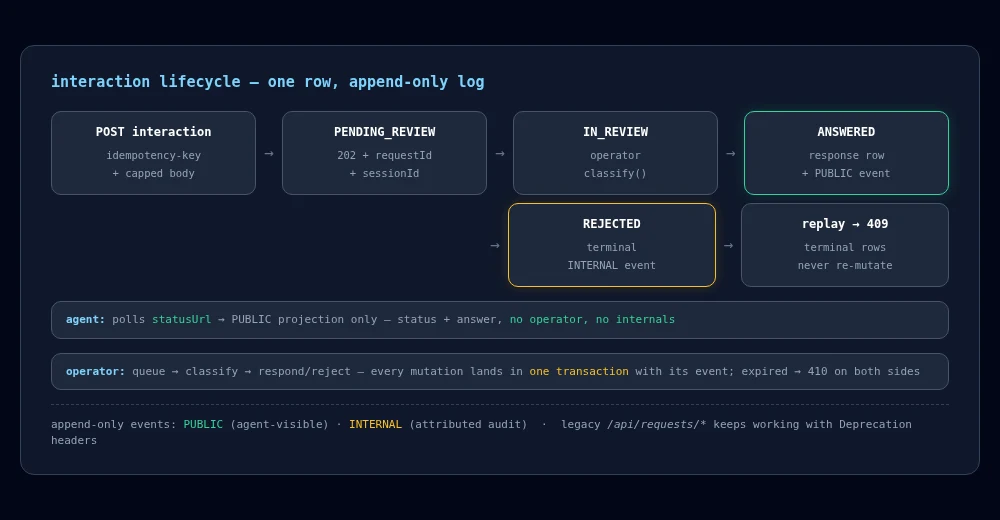 interaction lifecycle — one row, append-only log
POST interaction
idempotency-key
+ capped body
→
PENDING_REVIEW
202 + requestId
+ sessionId
→
IN_REVIEW
operator
classify()
→
ANSWERED
response row
+ PUBLIC event
→
REJECTED
terminal
INTERNAL event
→
replay → 409
terminal rows
never re-mutate
agent: polls statusUrl → PUBLIC projection only — status + answer, no operator, no internals
operator: queue → classify → respond/reject — every mutation lands in one transaction with its event; expired → 410 on both sides
append-only events: PUBLIC (agent-visible) · INTERNAL (attributed audit) · legacy /api/requests/* keeps working with Deprecation
headers